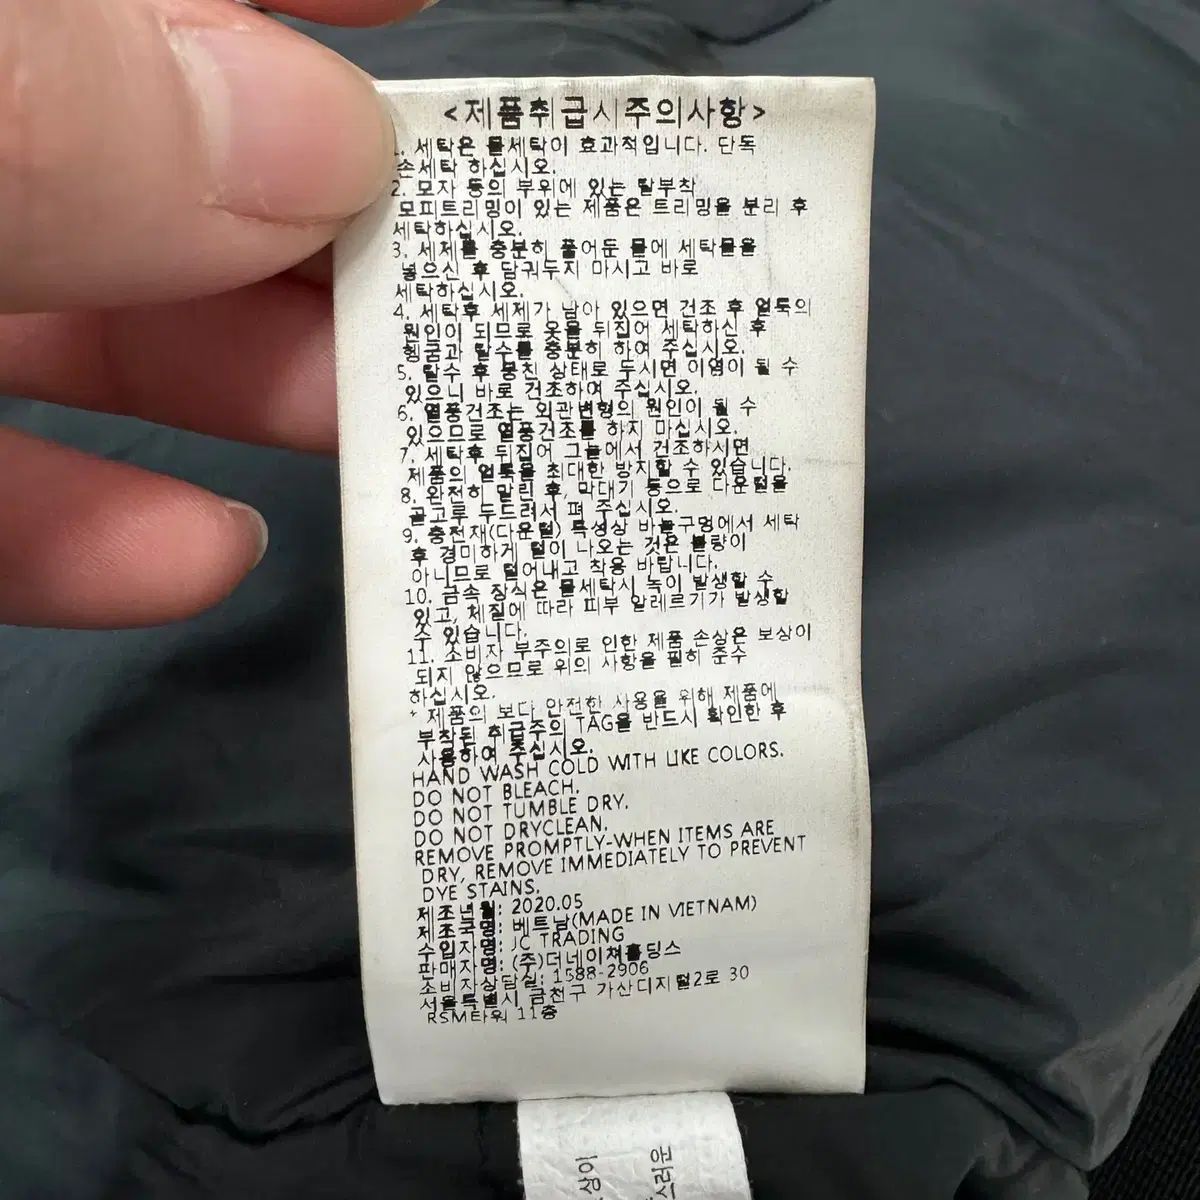 <제품취급시주의사항>
1. 세탁은 물세탁이 효과적입니다. 단독
손세탁 하십시오.
2. 모자 등의 부위에 있는 탈부착
모피트리밍이 있는 제품은 트리밍을 분리 후
세탁하십시오.
3. 세제를 충분히 풀어둔 물에 세탁물을
넣으신 후 담궈두지 마시고 바로
세탁하십시오.
4. 세탁후 세제가 남아 있으면 건조 후 얼룩의
원인이 되므로 옷을 뒤집어 세탁하신 후
헹굼과 탈수를 충분히 하여 주십시오.
5. 탈수 후 뭉친 상태로 두시면 이염이 될 수
있으니 바로 건조하여 주십시오.
6. 열풍건조는 외관변형의 원인이 될 수
있으므로 열풍건조를 하지 마십시오.
7. 세탁후 뒤집어 그늘에서 건조하시면
제품의 얼룩을 최대한 방지할 수 있습니다.
8. 완전히 말린 후, 막대기 등으로 다운털을
골고루 두드려서 펴 주십시오.
9. 충전재(다운털) 특성상 바늘구멍에서 세탁
후 경미하게 털이 나오는 것은 불량이
아니므로 털어내고 착용 바랍니다.
10. 금속 장식은 물세탁시 녹이 발생할 수
있고, 체질에 따라 피부 알레르기가 발생할
수 있습니다.
11. 소비자 부주의로 인한 제품 손상은 보상이
되지 않으므로 위의 사항을 필히 준수
하십시오.
* 제품의 보다 안전한 사용을 위해 제품에
부착된 취급주의 TAG을 반드시 확인한 후
사용하여 주십시오.
HAND WASH COLD WITH LIKE COLORS.
DO NOT BLEACH.
DO NOT TUMBLE DRY.
DO NOT DRYCLEAN.
REMOVE PROMPTLY-WHEN ITEMS ARE
DRY, REMOVE IMMEDIATELY TO PREVENT
DYE STAINS.
제조년월: 2020.05
제조국명: 베트남(MADE IN VIETNAM)
수입자명: JC TRADING
판매자명: (주)더네이쳐홀딩스
소비자상담실: 1588-2906
서울특별시 금천구 가산디지털2로 30
RSM타워 11층